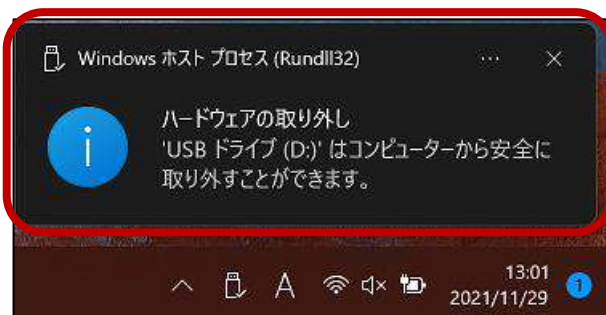 Windows ホスト プロセス (Rundll32)
ハードウェアの取り外し
'USB ドライブ (D:)' はコンピューターから安全に
取り外すことができます。
A
13:01
2021/11/29
1